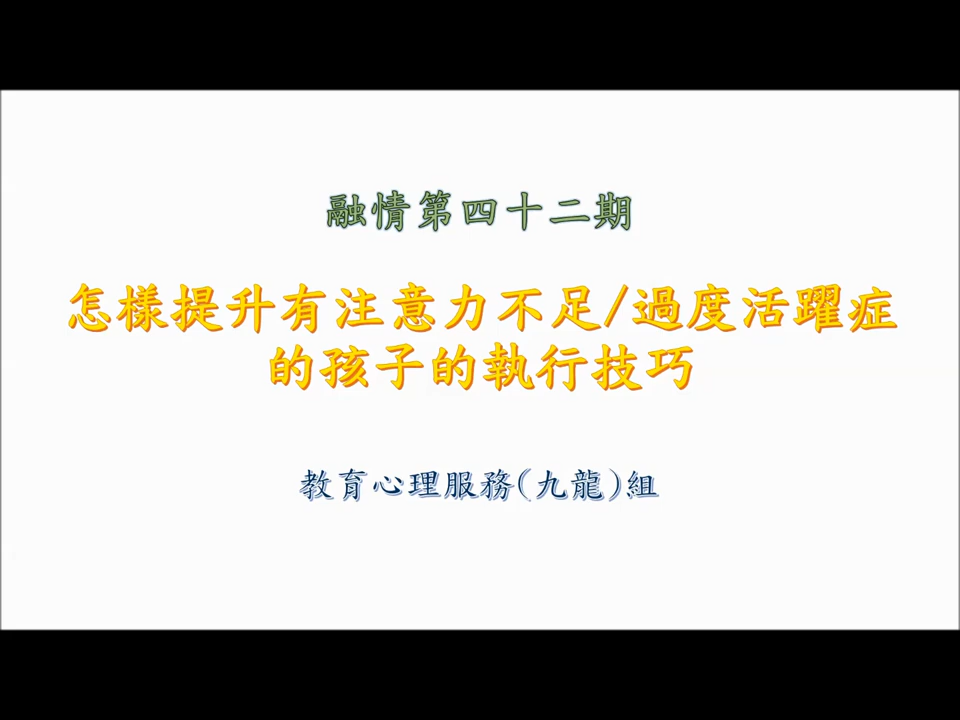 融情第四十二期
怎樣提升有注意力不足/過度活躍症
的孩子的執行技巧
教育心理服務(九龍)組